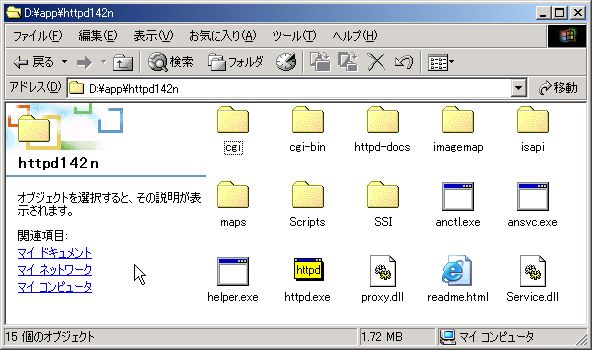 D:¥app¥httpd142n
ファイル(F) 編集(E) 表示(V) お気に入り(A) ツール(T) ヘルプ(H)
戻る 検索 フォルダ
アドレス(D) D:¥app¥httpd142n 移動
httpd142n
オブジェクトを選択すると、その説明が表
示されます。
関連項目:
マイ ドキュメント
マイ ネットワーク
マイ コンピュータ
cgi cgi-bin httpd-docs imagemap isapi
maps Scripts SSI anctl.exe ansvc.exe
httpd
helper.exe httpd.exe proxy.dll readme.html Service.dll
15 個のオブジェクト 1.72 MB マイ コンピュータ